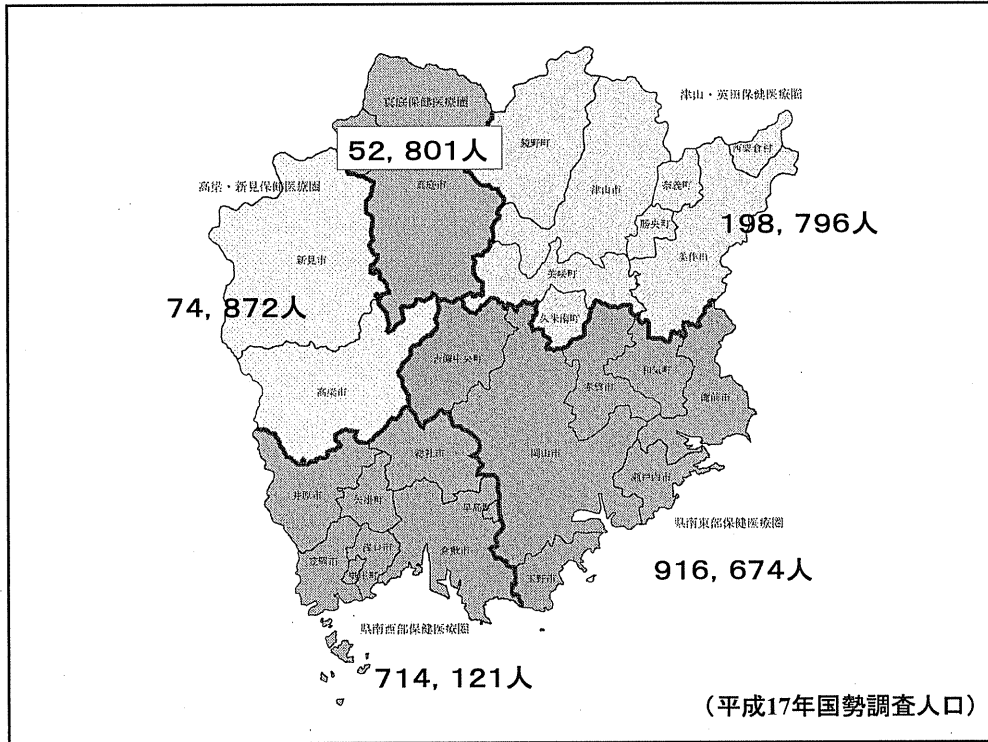 真庭保健医療圏
津山・英田保健医療圏
52, 801人
鏡野町
西粟倉村
高梁・新見保健医療圏
真庭市
津山市
奈義町
勝央町
198, 796人
新見市
美作市
美咲町
74, 872人
久米南町
吉備中央町
和気町
赤磐市
備前市
高梁市
総社市
岡山市
瀬戸内市
井原市
矢掛町
早島町
県南東部保健医療圏
浅口市
倉敷市
笠岡市
里庄町
玉野市
916, 674人
県南西部保健医療圏
714, 121人
(平成17年国勢調査人口)